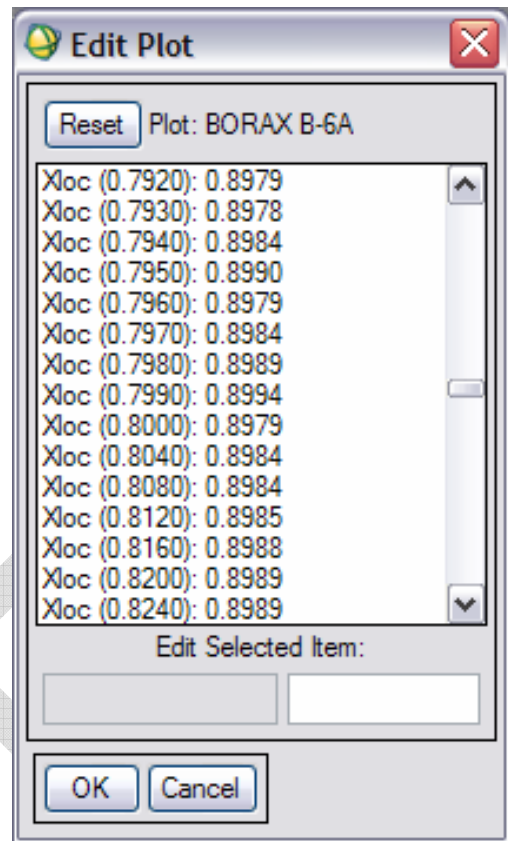 Edit Plot
Reset Plot: BORAX B-6A
Xloc (0.7920): 0.8979
Xloc (0.7930): 0.8978
Xloc (0.7940): 0.8984
Xloc (0.7950): 0.8990
Xloc (0.7960): 0.8979
Xloc (0.7970): 0.8984
Xloc (0.7980): 0.8989
Xloc (0.7990): 0.8994
Xloc (0.8000): 0.8979
Xloc (0.8040): 0.8984
Xloc (0.8080): 0.8984
Xloc (0.8120): 0.8985
Xloc (0.8160): 0.8988
Xloc (0.8200): 0.8989
Xloc (0.8240): 0.8989
Edit Selected Item:
OK Cancel